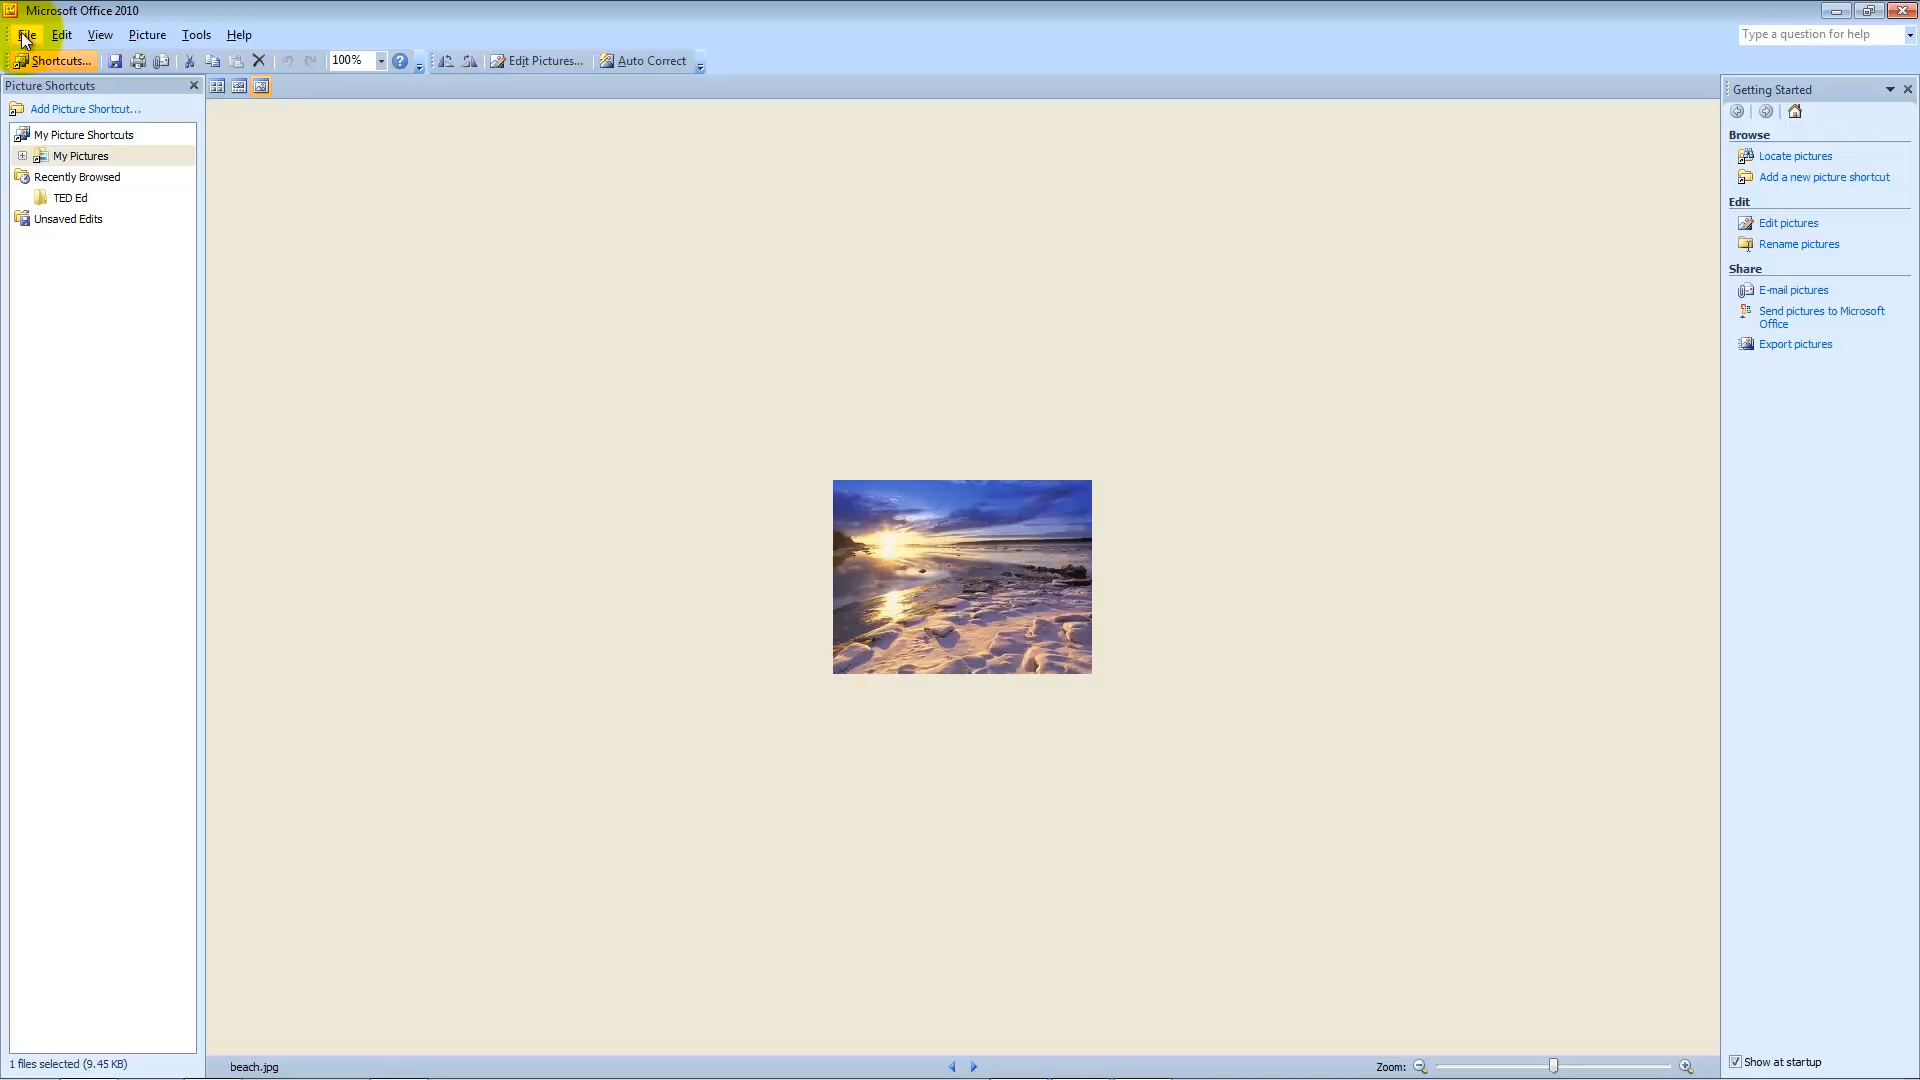 Microsoft Office 2010
File Edit View Picture Tools Help
Type a question for help
Shortcuts...
100%
Edit Pictures...
Auto Correct
Picture Shortcuts
Add Picture Shortcut...
My Picture Shortcuts
My Pictures
Recently Browsed
TED Ed
Unsaved Edits
Getting Started
Browse
Locate pictures
Add a new picture shortcut
Edit
Edit pictures
Rename pictures
Share
E-mail pictures
Send pictures to Microsoft
Office
Export pictures
1 files selected (9.45 KB)
beach.jpg
Zoom:
Show at startup